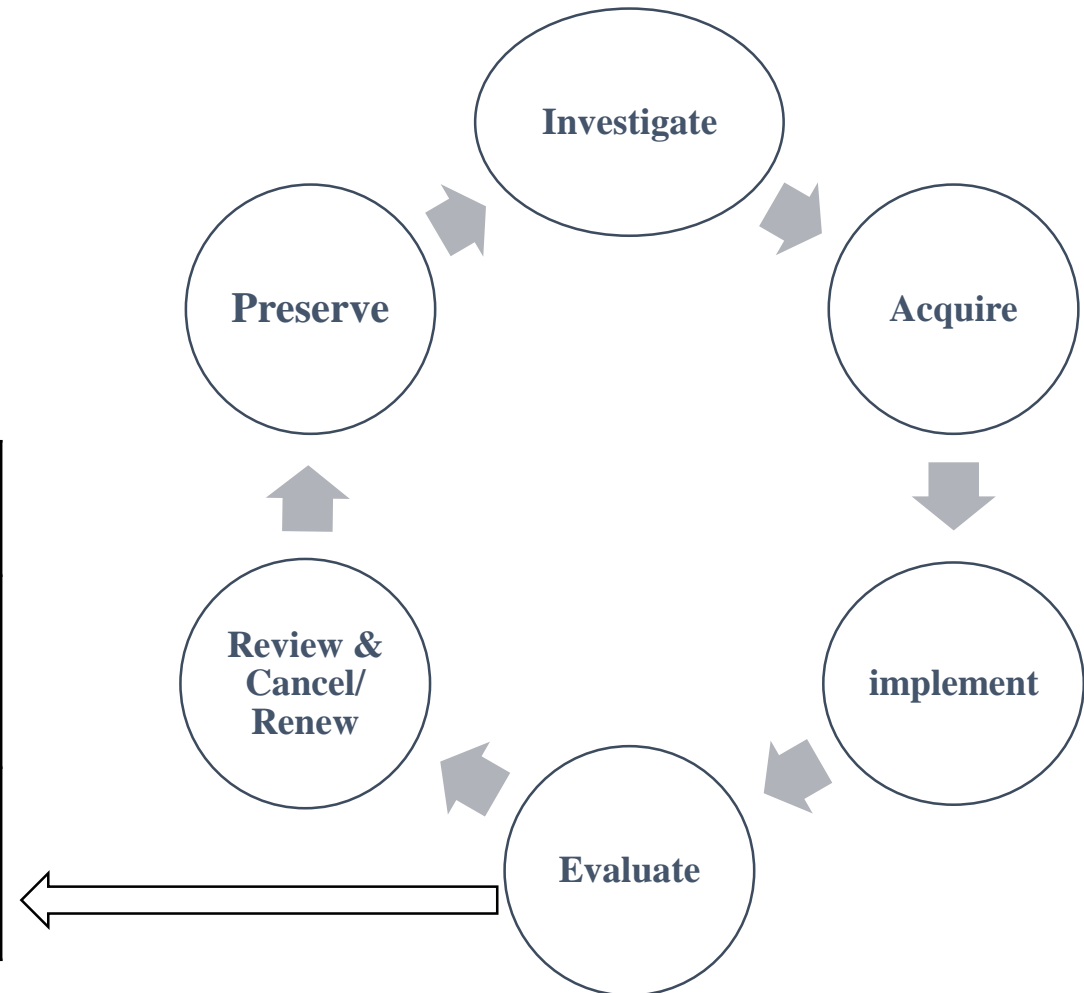 Investigate
Acquire
implement
Evaluate
Review &
Cancel/
Renew
Preserve